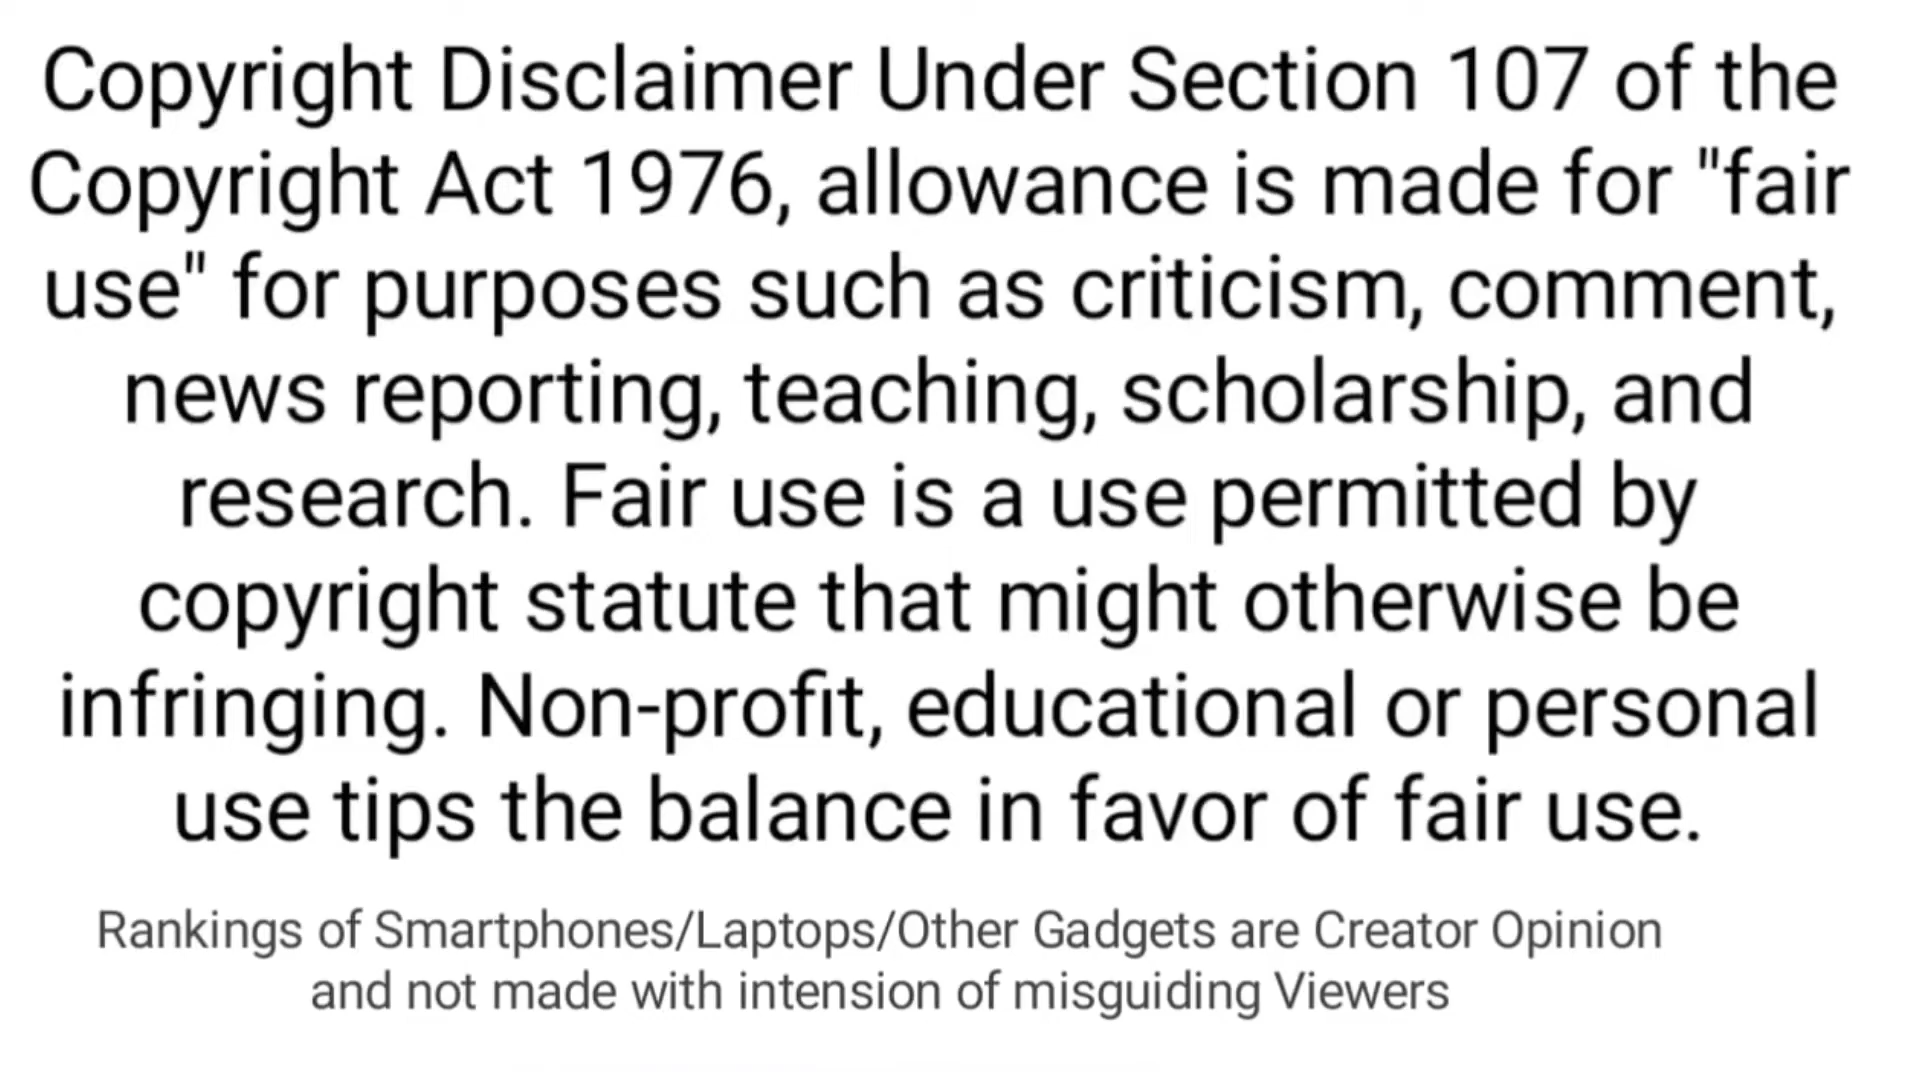 Copyright Disclaimer Under Section 107 of the
Copyright Act 1976, allowance is made for "fair
use" for purposes such as criticism, comment,
news reporting, teaching, scholarship, and
research. Fair use is a use permitted by
copyright statute that might otherwise be
infringing. Non-profit, educational or personal
use tips the balance in favor of fair use.
Rankings of Smartphones/Laptops/Other Gadgets are Creator Opinion
and not made with intension of misguiding Viewers